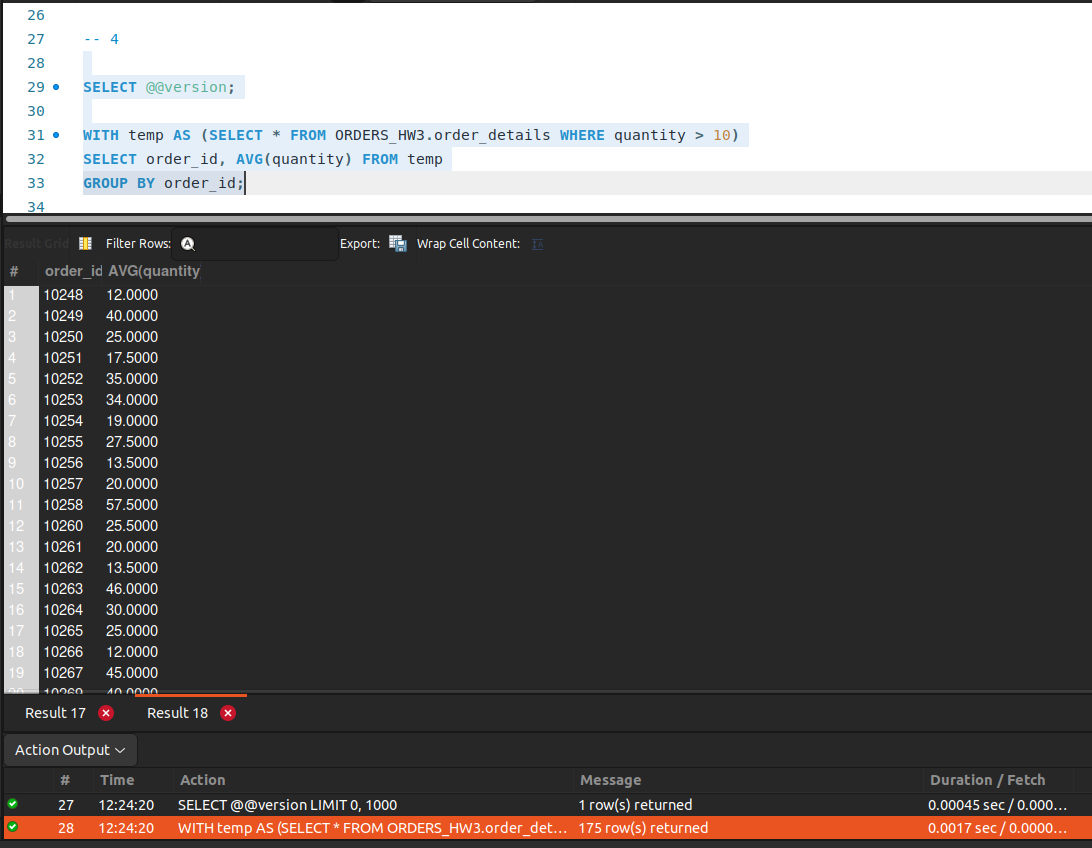 26
27 -- 4
28
29 SELECT @@version;
30
31 WITH temp AS (SELECT * FROM ORDERS_HW3.order_details WHERE quantity > 10)
32 SELECT order_id, AVG(quantity) FROM temp
33 GROUP BY order_id;
34
Result Grid Filter Rows: A Export: Wrap Cell Content: IA
# order_id AVG(quantity
1 10248 12.0000
2 10249 40.0000
3 10250 25.0000
4 10251 17.5000
5 10252 35.0000
6 10253 34.0000
7 10254 19.0000
8 10255 27.5000
9 10256 13.5000
10 10257 20.0000
11 10258 57.5000
12 10260 25.5000
13 10261 20.0000
14 10262 13.5000
15 10263 46.0000
16 10264 30.0000
17 10265 25.0000
18 10266 12.0000
19 10267 45.0000
20 10269 40.0000
Result 17 Result 18
Action Output
# Time Action Message Duration / Fetch
27 12:24:20 SELECT @@version LIMIT 0, 1000 1 row(s) returned 0.00045 sec / 0.000…
28 12:24:20 WITH temp AS (SELECT * FROM ORDERS_HW3.order_det… 175 row(s) returned 0.0017 sec / 0.0000…